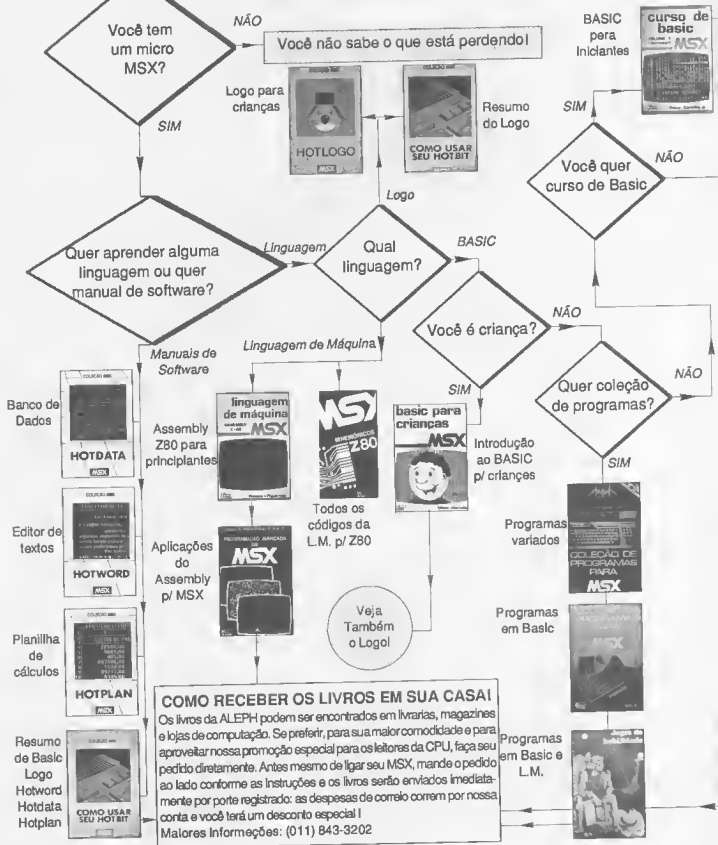 Você tem
um micro
MSX?
NÃO
Você não sabe o que está perdendo!
SIM
Logo para
crianças
HOTLOGO
MSX
COMO USAR
SEU HOTBIT
Resumo
do Logo
BASIC
pera
Iniciantes
curso de
basic
MSX
SIM
Você quer
curso de Basic
NÃO
Logo
Quer aprender alguma
linguagem ou quer
manual de software?
Linguagem
Qual
linguagem?
BASIC
Você é criança?
NÃO
Quer coleção
de programas?
NÃO
SIM
Manuais de
Software
Linguagem de Máquina
SIM
Banco de
Dados
HOTDATA
MSX
Editor de
textos
HOTWORD
MSX
Planilha
de
cálculos
HOTPLAN
MSX
Resumo
de Basic
Logo
Hotword
Hotdata
Hotplan
COMO USAR
SEU HOTBIT
Assembly
Z80 para
principiantes
linguagem
de máquina
MSX
Aplicações
do
Assembly
p/ MSX
PROGRAMAÇÃO AVANÇADA
MSX
MSX
MNEMÔNICOS
Z80
Todos os
códigos da
L.M. p/ Z80
basic para
crianças
MSX
Introdução
ao BASIC
p/ criançes
Veja
Também
o Logo!
Programas
variados
COLEÇÃO DE
PROGRAMAS
PARA
MSX
Programas
em Basic
MSX
Programas
em Basic e
L.M.
COMO RECEBER OS LIVROS EM SUA CASA!
Os livros da ALEPH podem ser encontrados em livrarias, magazines
e lojas de computação. Se preferir, para sua maior comodidade e para
aproveitar nossa promoção especial para os leitores da CPU, faça seu
pedido diretamente. Antes mesmo de ligar seu MSX, mande o pedido
ao lado conforme as Instruções e os livros serão enviados imediata-
mente por porte registrado: as despesas de correio correm por nossa
conta e você terá um desconto especial!
Maiores Informeções: (011) 843-3202